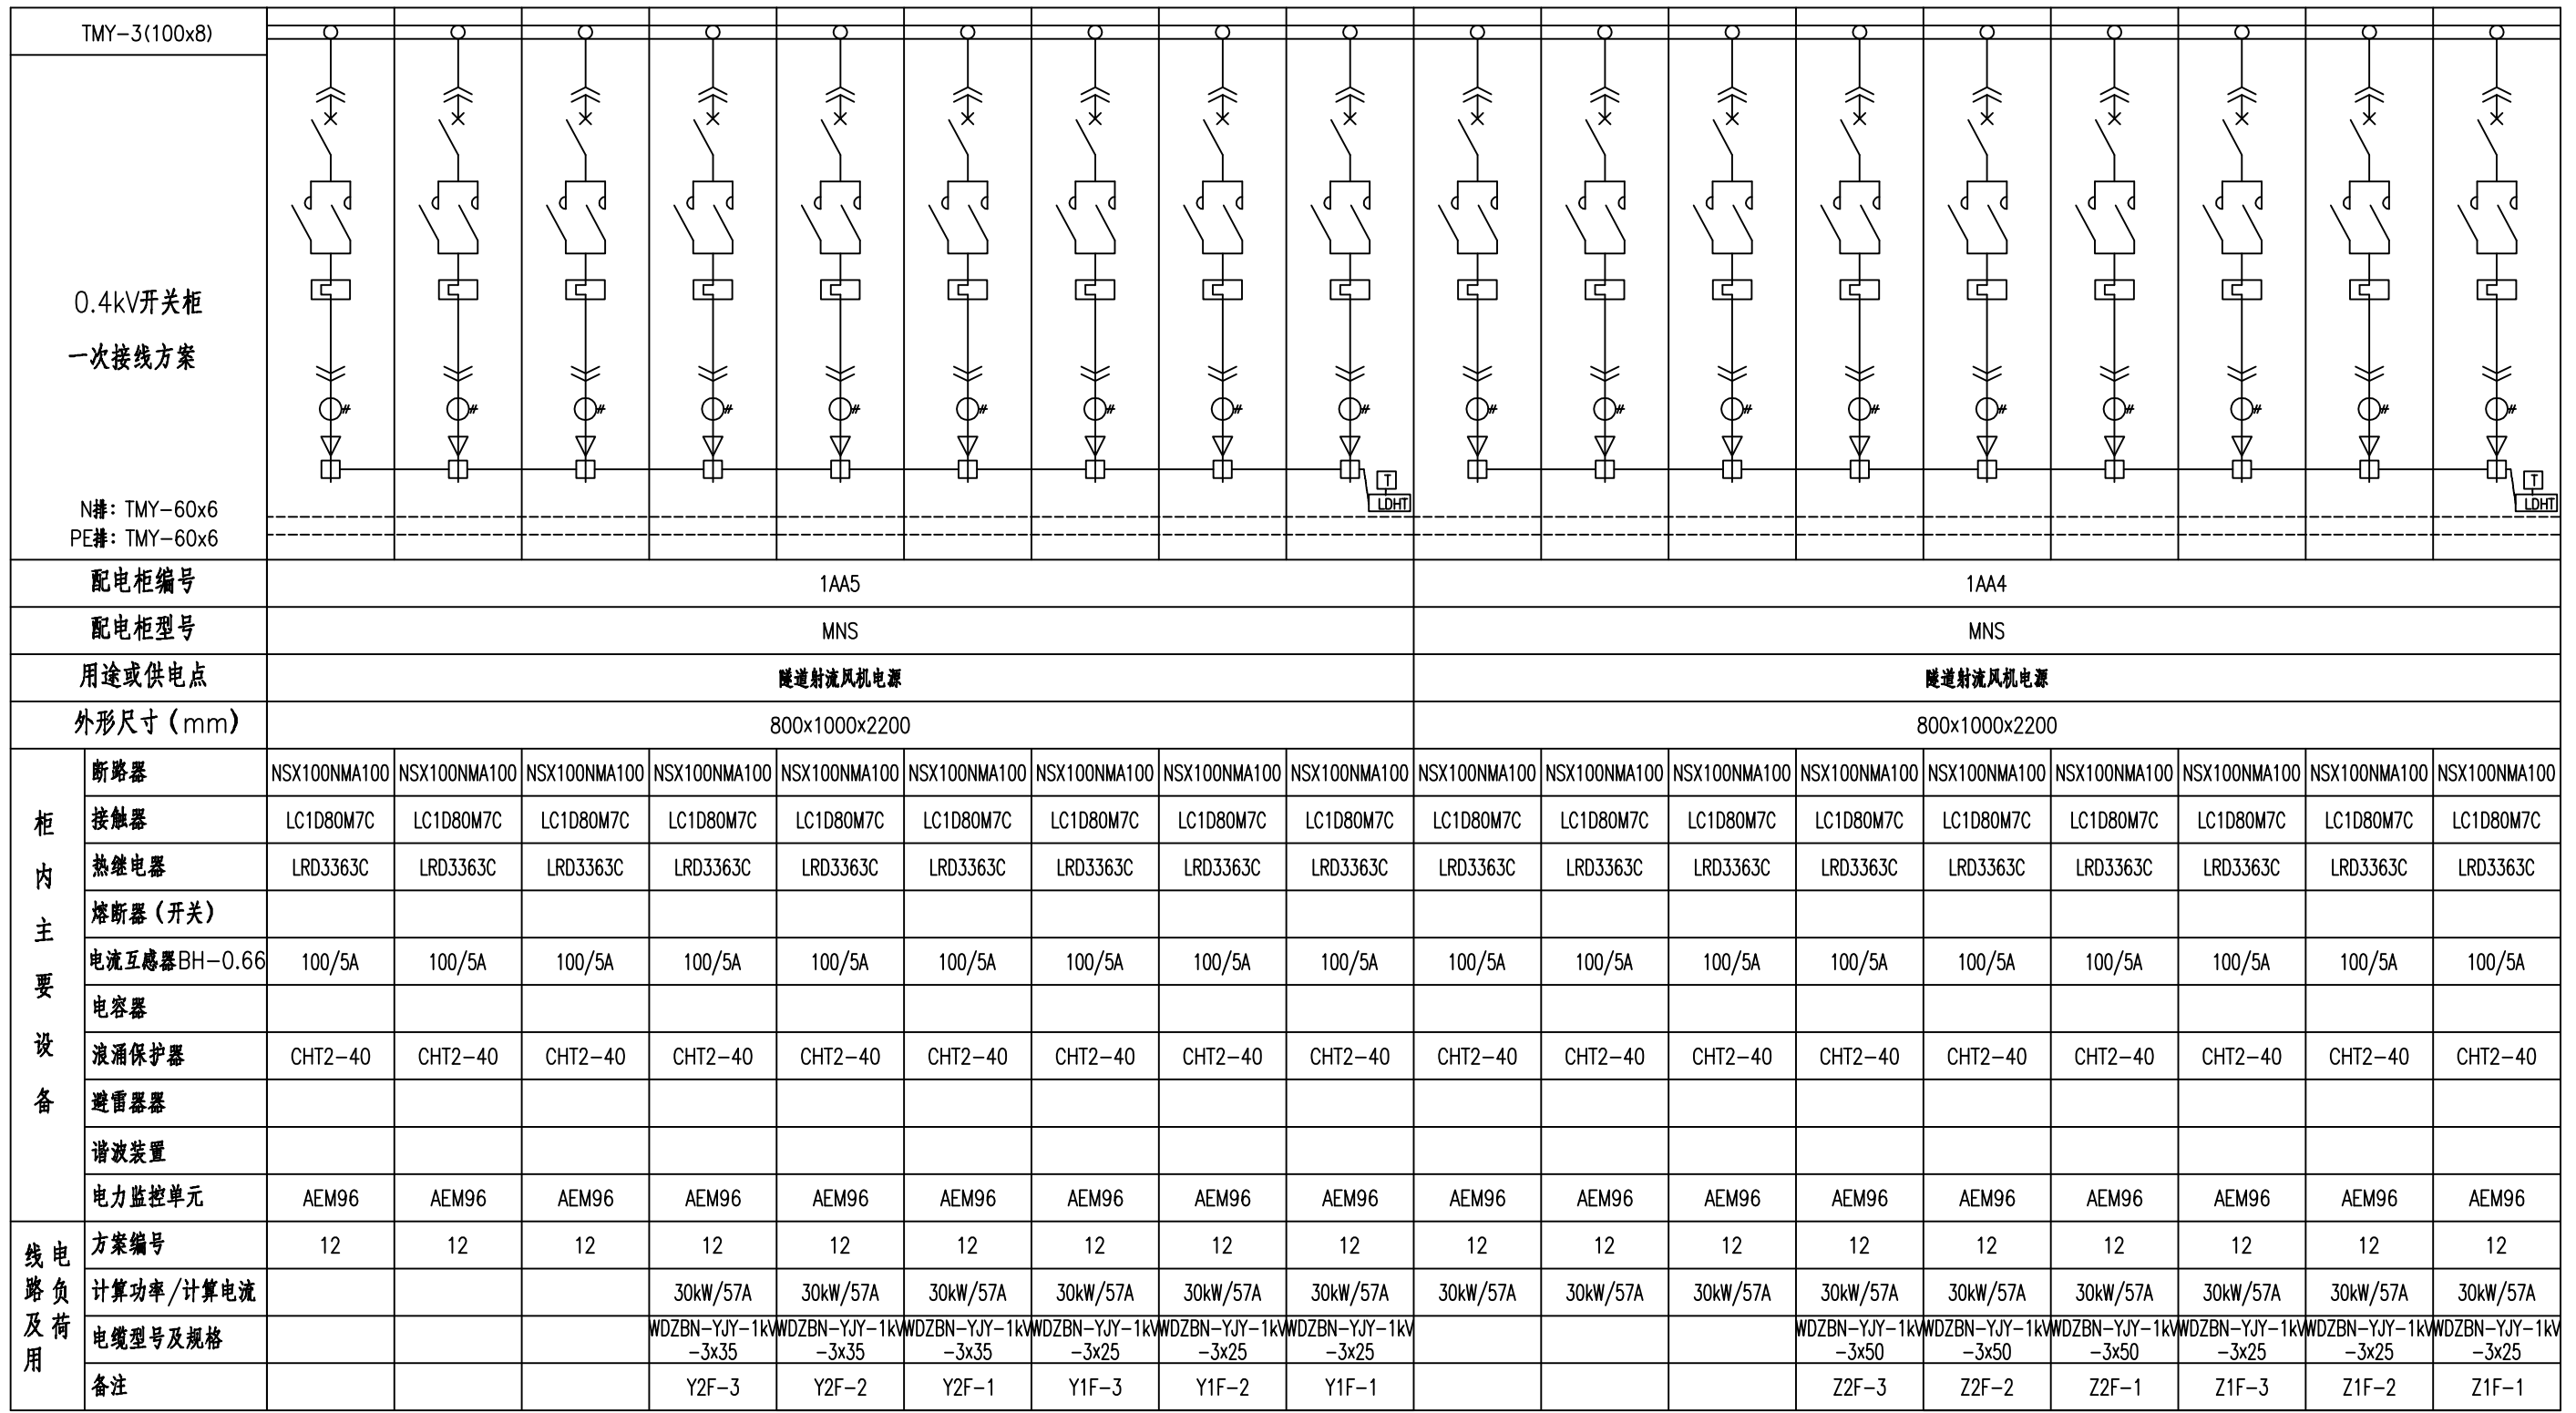 TMY-3(100x8)
0.4kV开关柜
一次接线方案
T T
LDHT LDHT
N排: TMY-60x6
PE排: TMY-60x6
配电柜编号 1AA5 1AA4
配电柜型号 MNS MNS
用途或供电点 隧道射流风机电源 隧道射流风机电源
外形尺寸(mm) 800x1000x2200 800x1000x2200
柜内主要设备
断路器 NSX100NMA100 NSX100NMA100 NSX100NMA100 NSX100NMA100 NSX100NMA100 NSX100NMA100 NSX100NMA100 NSX100NMA100 NSX100NMA100 NSX100NMA100 NSX100NMA100 NSX100NMA100 NSX100NMA100 NSX100NMA100 NSX100NMA100 NSX100NMA100 NSX100NMA100 NSX100NMA100
接触器 LC1D80M7C LC1D80M7C LC1D80M7C LC1D80M7C LC1D80M7C LC1D80M7C LC1D80M7C LC1D80M7C LC1D80M7C LC1D80M7C LC1D80M7C LC1D80M7C LC1D80M7C LC1D80M7C LC1D80M7C LC1D80M7C LC1D80M7C LC1D80M7C
热继电器 LRD3363C LRD3363C LRD3363C LRD3363C LRD3363C LRD3363C LRD3363C LRD3363C LRD3363C LRD3363C LRD3363C LRD3363C LRD3363C LRD3363C LRD3363C LRD3363C LRD3363C LRD3363C
熔断器(开关)
电流互感器BH-0.66 100/5A 100/5A 100/5A 100/5A 100/5A 100/5A 100/5A 100/5A 100/5A 100/5A 100/5A 100/5A 100/5A 100/5A 100/5A 100/5A 100/5A 100/5A
电容器
浪涌保护器 CHT2-40 CHT2-40 CHT2-40 CHT2-40 CHT2-40 CHT2-40 CHT2-40 CHT2-40 CHT2-40 CHT2-40 CHT2-40 CHT2-40 CHT2-40 CHT2-40 CHT2-40 CHT2-40 CHT2-40 CHT2-40
避雷器器
谐波装置
电力监控单元 AEM96 AEM96 AEM96 AEM96 AEM96 AEM96 AEM96 AEM96 AEM96 AEM96 AEM96 AEM96 AEM96 AEM96 AEM96 AEM96 AEM96 AEM96
线路及用
电负荷
方案编号 12 12 12 12 12 12 12 12 12 12 12 12 12 12 12 12 12 12
计算功率/计算电流 30kW/57A 30kW/57A 30kW/57A 30kW/57A 30kW/57A 30kW/57A 30kW/57A 30kW/57A 30kW/57A 30kW/57A 30kW/57A 30kW/57A 30kW/57A 30kW/57A 30kW/57A
电缆型号及规格 WDZBN-YJY-1kV WDZBN-YJY-1kV WDZBN-YJY-1kV WDZBN-YJY-1kV WDZBN-YJY-1kV WDZBN-YJY-1kV WDZBN-YJY-1kV WDZBN-YJY-1kV WDZBN-YJY-1kV WDZBN-YJY-1kV WDZBN-YJY-1kV WDZBN-YJY-1kV
-3x35 -3x35 -3x35 -3x25 -3x25 -3x25 -3x50 -3x50 -3x50 -3x25 -3x25 -3x25
备注 Y2F-3 Y2F-2 Y2F-1 Y1F-3 Y1F-2 Y1F-1 Z2F-3 Z2F-2 Z2F-1 Z1F-3 Z1F-2 Z1F-1